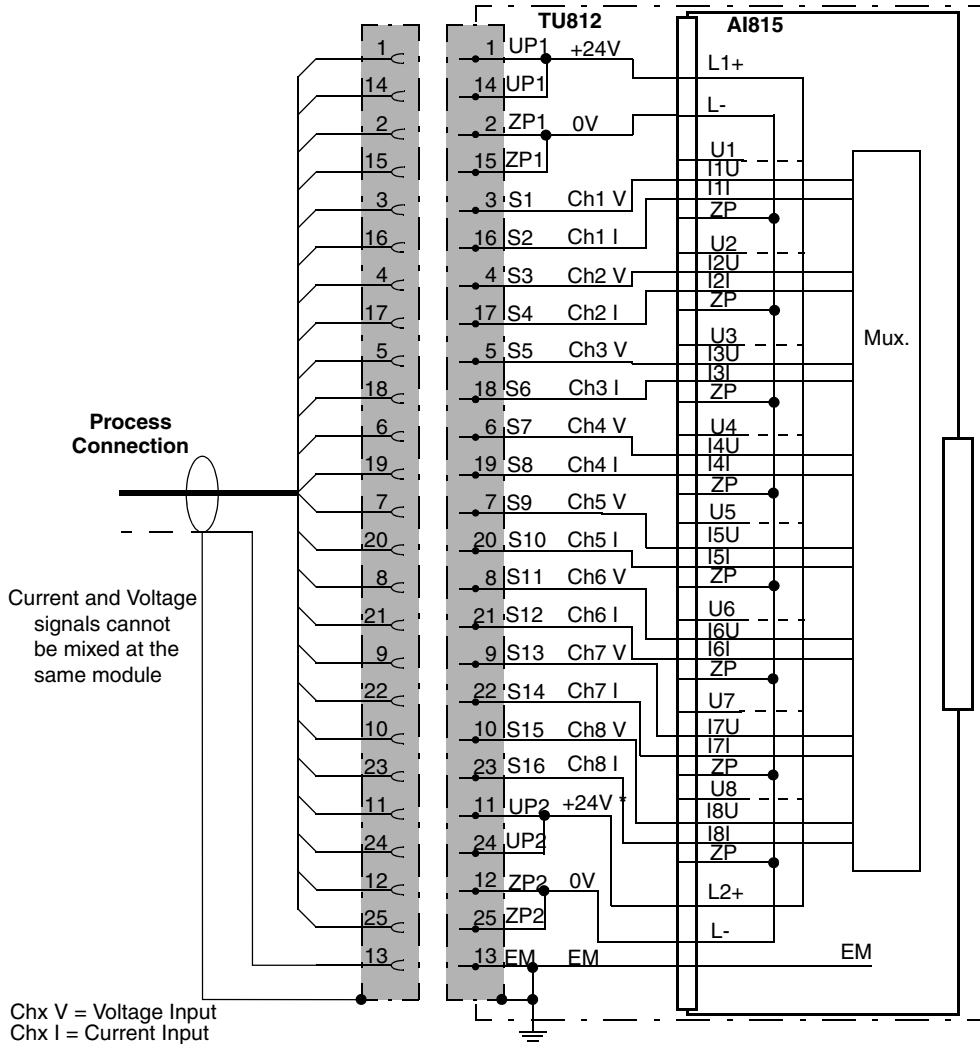 TU812
AI815
1 1 UP1 +24V L1+
14 14 UP1
L-
2 2 ZP1 0V
15 15 ZP1
U1
I1U
I1I
3 3 S1 Ch1 V
ZP
16 16 S2 Ch1 I
U2
I2U
4 4 S3 Ch2 V
I2I
ZP
17 17 S4 Ch2 I
Mux.
U3
5 5 S5 Ch3 V
I3U
I3I
18 18 S6 Ch3 I
ZP
Process
Connection
6 6 S7 Ch4 V
U4
I4U
19 19 S8 Ch4 I
I4I
ZP
7 7 S9 Ch5 V
U5
I5U
20 20 S10 Ch5 I
I5I
8 8 S11 Ch6 V
ZP
Current and Voltage
signals cannot
be mixed at the
same module
21 21 S12 Ch6 I
U6
I6U
I6I
9 9 S13 Ch7 V
ZP
22 22 S14 Ch7 I
U7
I7U
10 10 S15 Ch8 V
I7I
23 23 S16 Ch8 I
ZP
U8
11 11 UP2 +24V *
I8U
I8I
24 24 UP2
ZP
12 12 ZP2 0V
L2+
25 25 ZP2
L-
13 13 EM EM EM
Chx V = Voltage Input
Chx I = Current Input